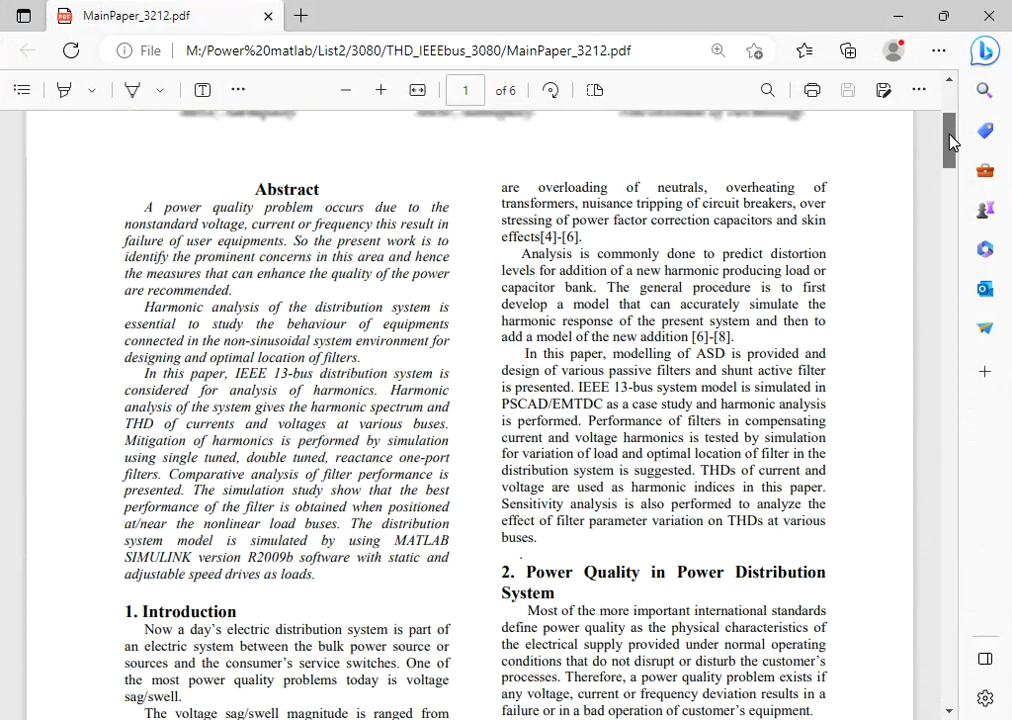 MainPaper_3212.pdf
File
M:/Power%20matlab/List2/3080/THD_IEEEbus_3080/MainPaper_3212.pdf
1 of 6
Abstract
A power quality problem occurs due to the
nonstandard voltage, current or frequency this result in
failure of user equipments. So the present work is to
identify the prominent concerns in this area and hence
the measures that can enhance the quality of the power
are recommended.
Harmonic analysis of the distribution system is
essential to study the behaviour of equipments
connected in the non-sinusoidal system environment for
designing and optimal location of filters.
In this paper, IEEE 13-bus distribution system is
considered for analysis of harmonics. Harmonic
analysis of the system gives the harmonic spectrum and
THD of currents and voltages at various buses.
Mitigation of harmonics is performed by simulation
using single tuned, double tuned, reactance one-port
filters. Comparative analysis of filter performance is
presented. The simulation study show that the best
performance of the filter is obtained when positioned
at/near the nonlinear load buses. The distribution
system model is simulated by using MATLAB
SIMULINK version R2009b software with static and
adjustable speed drives as loads.
1. Introduction
Now a day's electric distribution system is part of
an electric system between the bulk power source or
sources and the consumer's service switches. One of
the most power quality problems today is voltage
sag/swell.
The voltage sag/swell magnitude is ranged from
are overloading of neutrals, overheating of
transformers, nuisance tripping of circuit breakers, over
stressing of power factor correction capacitors and skin
effects[4]-[6].
Analysis is commonly done to predict distortion
levels for addition of a new harmonic producing load or
capacitor bank. The general procedure is to first
develop a model that can accurately simulate the
harmonic response of the present system and then to
add a model of the new addition [6]-[8].
In this paper, modelling of ASD is provided and
design of various passive filters and shunt active filter
is presented. IEEE 13-bus system model is simulated in
PSCAD/EMTDC as a case study and harmonic analysis
is performed. Performance of filters in compensating
current and voltage harmonics is tested by simulation
for variation of load and optimal location of filter in the
distribution system is suggested. THDs of current and
voltage are used as harmonic indices in this paper.
Sensitivity analysis is also performed to analyze the
effect of filter parameter variation on THDs at various
buses.
.
2. Power Quality in Power Distribution
System
Most of the more important international standards
define power quality as the physical characteristics of
the electrical supply provided under normal operating
conditions that do not disrupt or disturb the customer's
processes. Therefore, a power quality problem exists if
any voltage, current or frequency deviation results in a
failure or in a bad operation of customer's equipment.